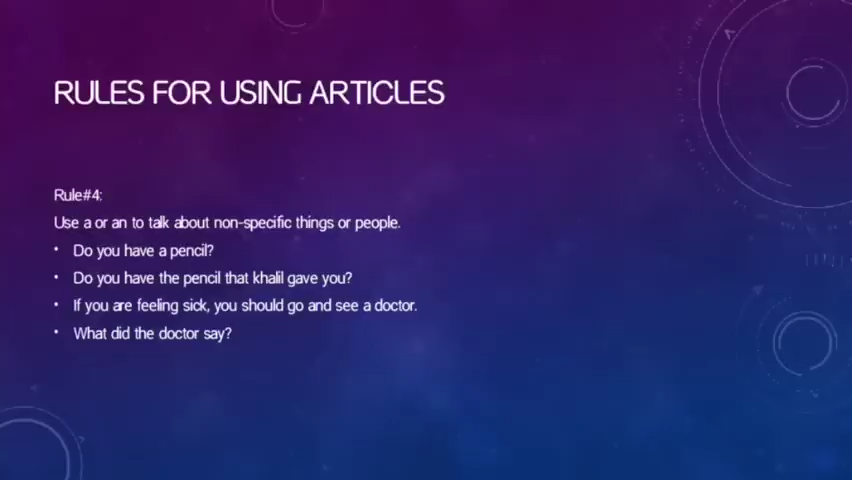 RULES FOR USING ARTICLES
Rule#4:
Use a or an to talk about non-specific things or people.
• Do you have a pencil?
• Do you have the pencil that khalil gave you?
• If you are feeling sick, you should go and see a doctor.
• What did the doctor say?